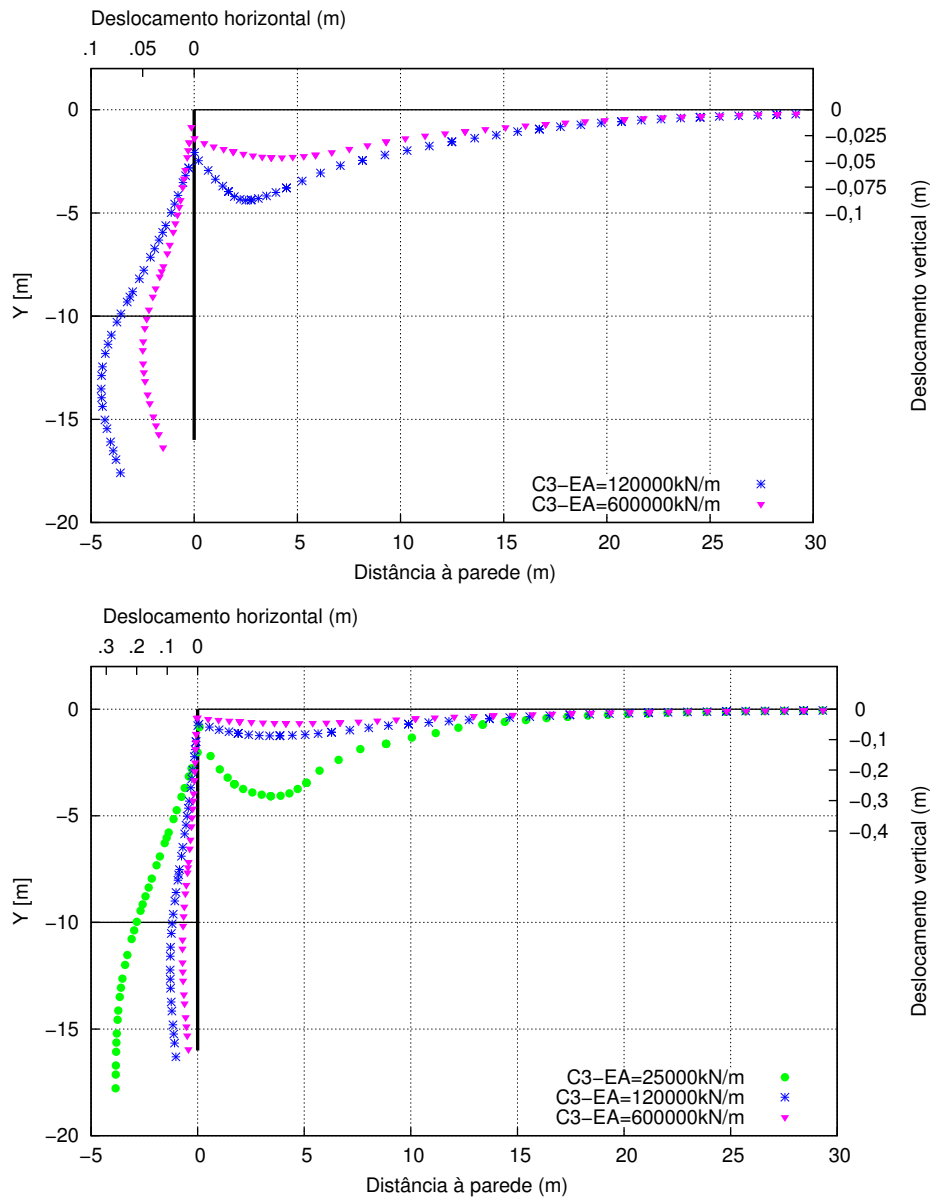 Deslocamento horizontal (m)
.1 .05 0
0
−5
−10
−15
−20
Y [m]
0
−0,025
−0,05
−0,075
−0,1
Deslocamento vertical (m)
C3−EA=120000kN/m
C3−EA=600000kN/m
−5 0 5 10 15 20 25 30
Distância à parede (m)
Deslocamento horizontal (m)
.3 .2 .1 0
0
−5
−10
−15
−20
Y [m]
0
−0,1
−0,2
−0,3
−0,4
Deslocamento vertical (m)
C3−EA=25000kN/m
C3−EA=120000kN/m
C3−EA=600000kN/m
−5 0 5 10 15 20 25 30
Distância à parede (m)